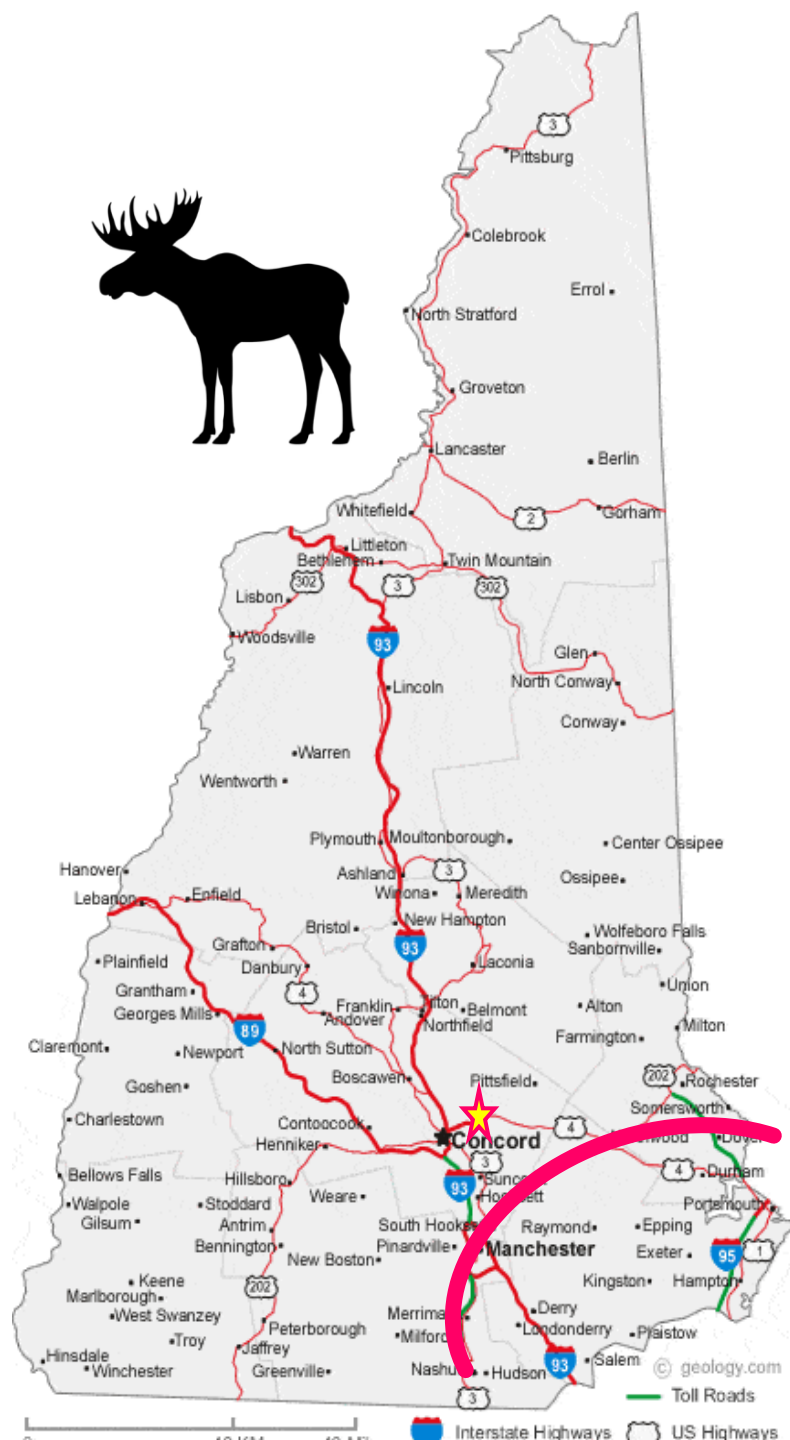 3
Pittsburg
Colebrook
Errol
North Stratford
Groveton
Lancaster
Berlin
Whitefield
2
Gorham
Littleton
Bethlehem
Twin Mountain
302
3
302
Lisbon
Woodsville
93
Glen
Lincoln
North Conway
Conway
Warren
Wentworth
Plymouth
Moultonborough
Center Ossipee
Hanover
Ashland
3
Ossipee
Lebanon
Enfield
Winona
Meredith
Bristol
New Hampton
Wolfeboro Falls
Grafton
93
Sanbornville
Plainfield
Danbury
Laconia
Grantham
4
Union
Georges Mills
Andover
Franklin
Tilton
Belmont
Alton
Northfield
89
Farmington
Milton
Claremont
Newport
North Sutton
Boscawen
Pittsfield
202
Rochester
Goshen
Somersworth
Charlestown
Contoocook
4
Concord
Dover
Henniker
3
Bellows Falls
Hillsboro
93
4
Durham
Walpole
Stoddard
Weare
Portsmouth
Gilsum
Antrim
South Hooks
Raymond
Epping
Bennington
Pinardville
Manchester
Exeter
95
1
New Boston
Keene
202
Kingston
Hampton
Marlborough
West Swanzey
Merrima
Derry
Troy
Peterborough
Milford
Londonderry
Plaistow
Jaffrey
Hinsdale
Winchester
Greenville
Nashu
Hudson
93
Salem
© geology.com
3
Toll Roads
Interstate Highways
US Highways